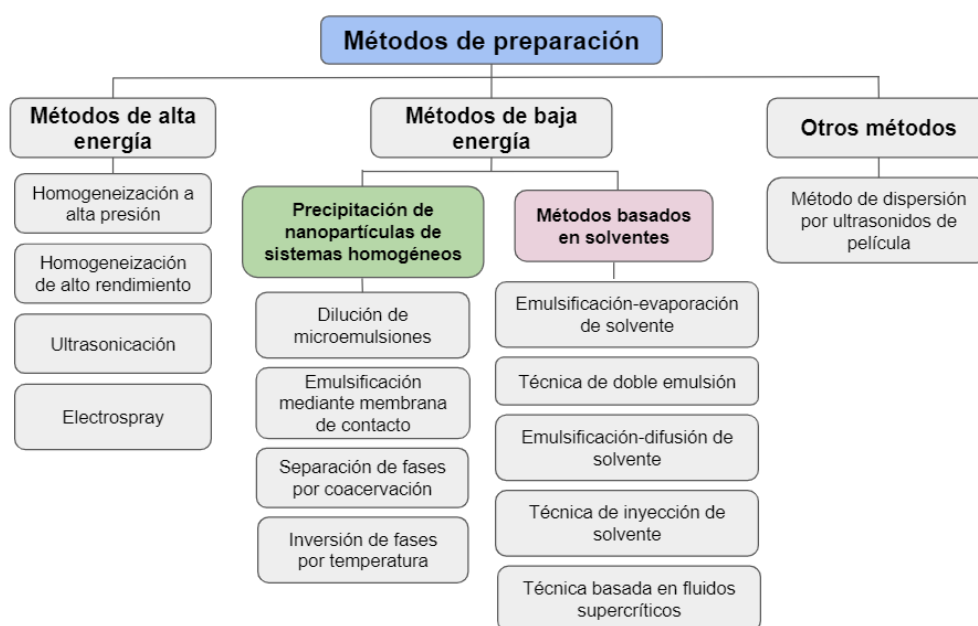 Métodos de preparación
Métodos de alta
energía
Homogeneización a
alta presión
Homogeneización
de alto rendimiento
Ultrasonicación
Electrospray
Métodos de baja
energía
Precipitación de
nanopartículas de
sistemas homogéneos
Dilución de
microemulsiones
Emulsificación
mediante membrana
de contacto
Separación de fases
por coacervación
Inversión de fases
por temperatura
Métodos basados
en solventes
Emulsificación-evaporación
de solvente
Técnica de doble emulsión
Emulsificación-difusión de
solvente
Técnica de inyección de
solvente
Técnica basada en fluidos
supercríticos
Otros métodos
Método de dispersión
por ultrasonidos de
película